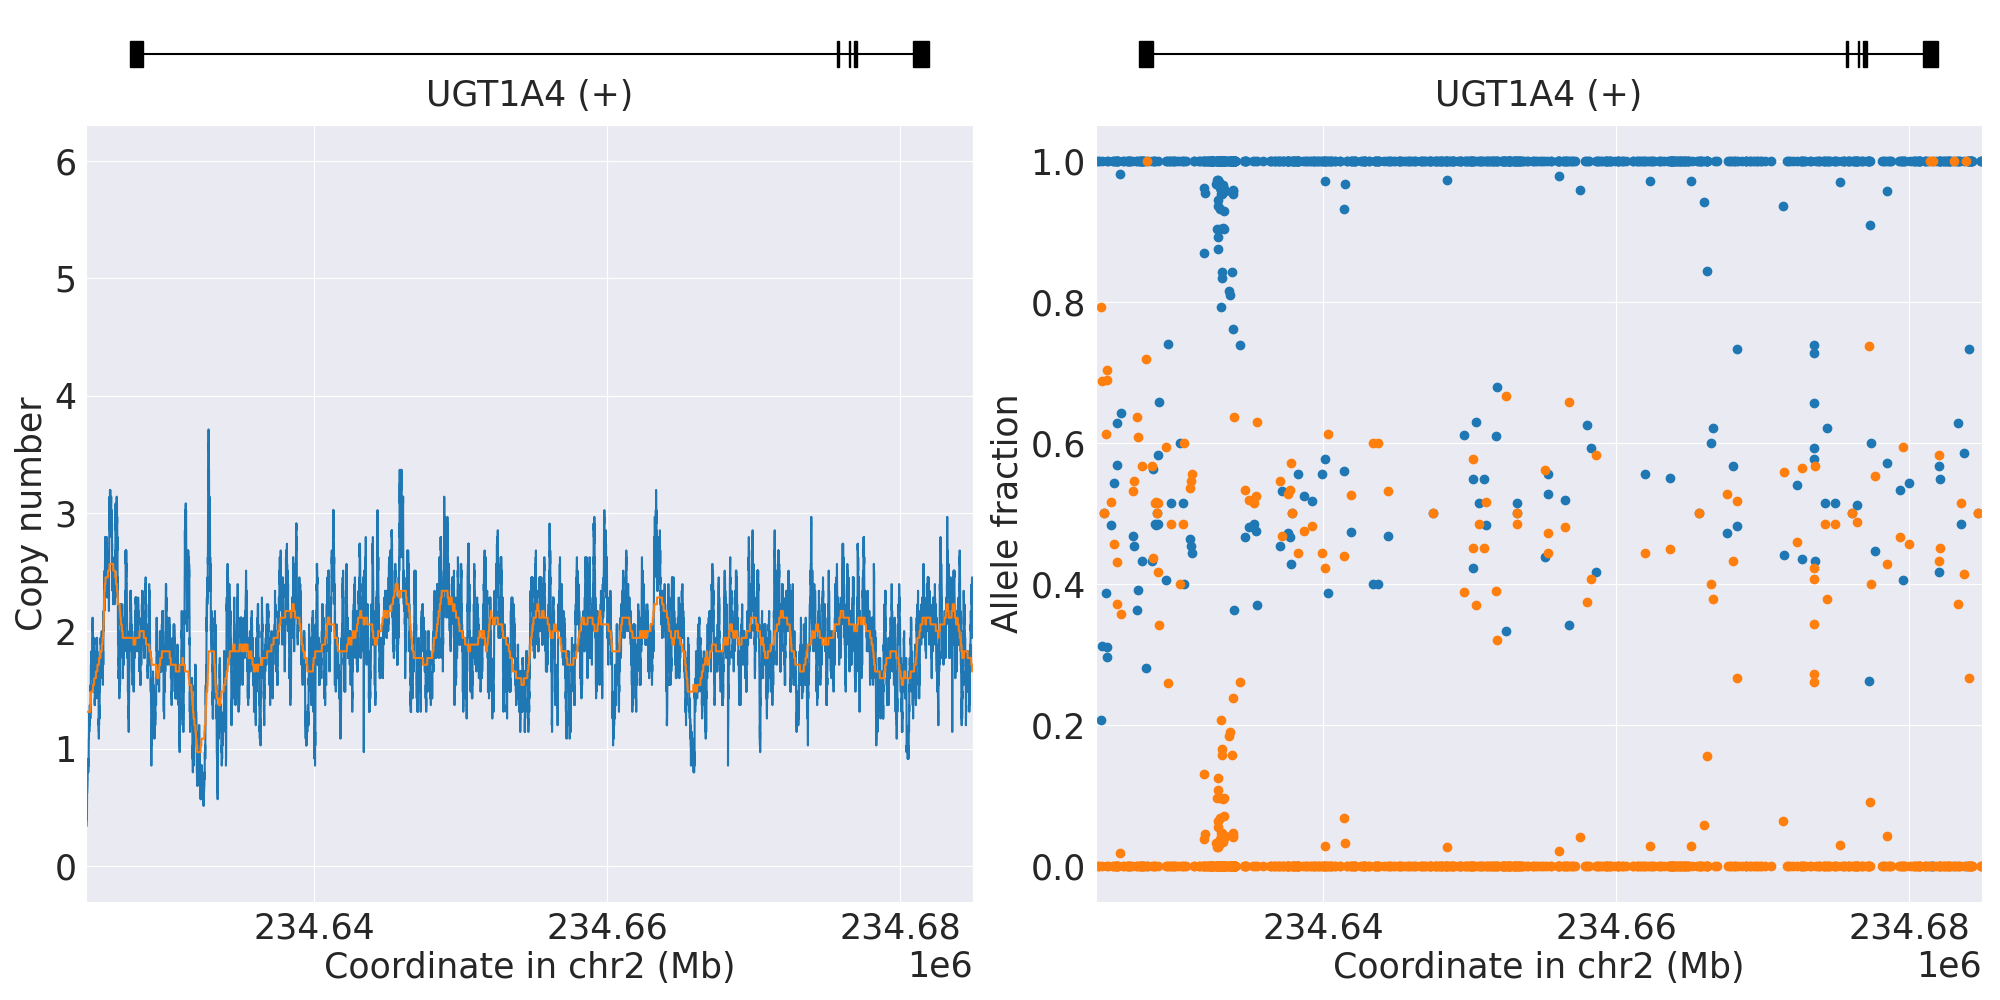 UGT1A4 (+)
6
5
4
3
2
1
0
Copy number
234.64 234.66 234.68
1e6
Coordinate in chr2 (Mb)
UGT1A4 (+)
1.0
0.8
0.6
0.4
0.2
0.0
Allele fraction
234.64 234.66 234.68
1e6
Coordinate in chr2 (Mb)